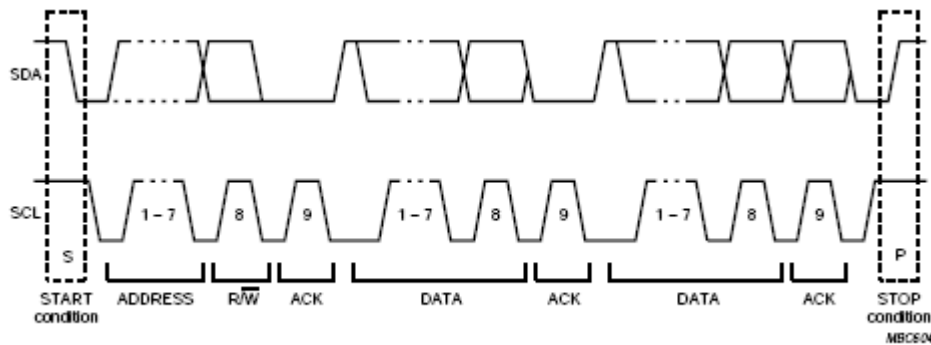 SDA
SCL
1 – 7 8 9 1 – 7 8 9 1 – 7 8 9
S P
START condition
ADDRESS R/W̅ ACK DATA ACK DATA ACK
STOP condition